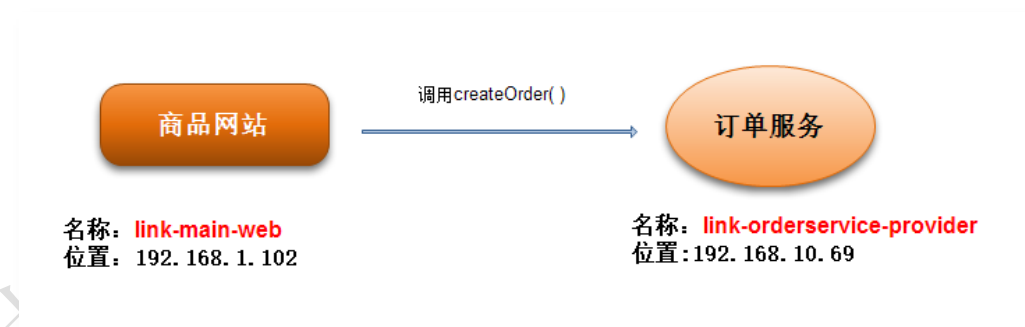 调用createOrder( )
商品网站
订单服务
名称：link-main-web
位置：192.168.1.102
名称：link-orderservice-provider
位置:192.168.10.69